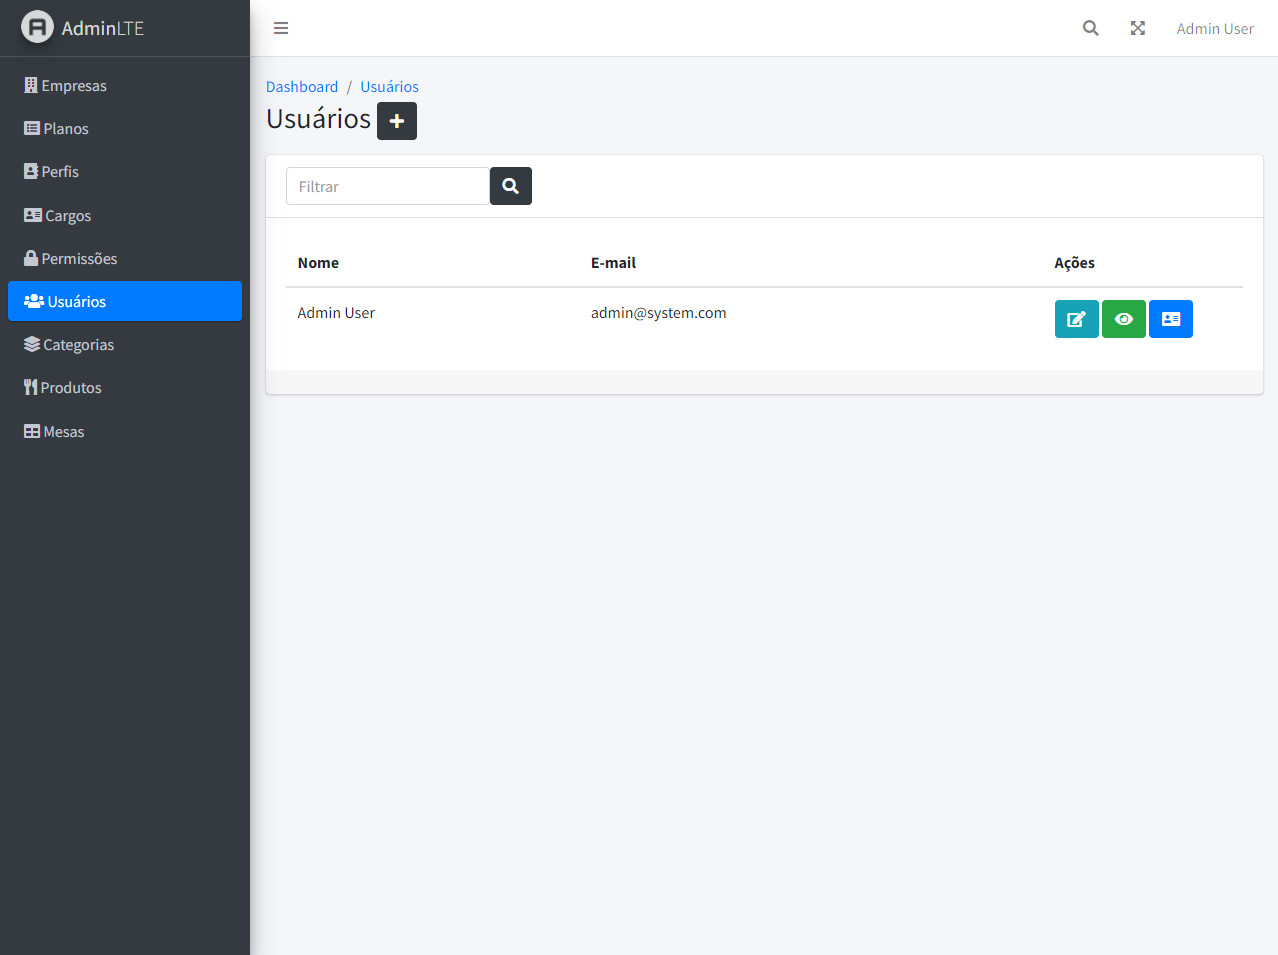 AdminLTE
Admin User
Empresas
Planos
Perfis
Cargos
Permissões
Usuários
Categorias
Produtos
Mesas
Dashboard / Usuários
Usuários
Filtrar
Nome E-mail Ações
Admin User admin@system.com